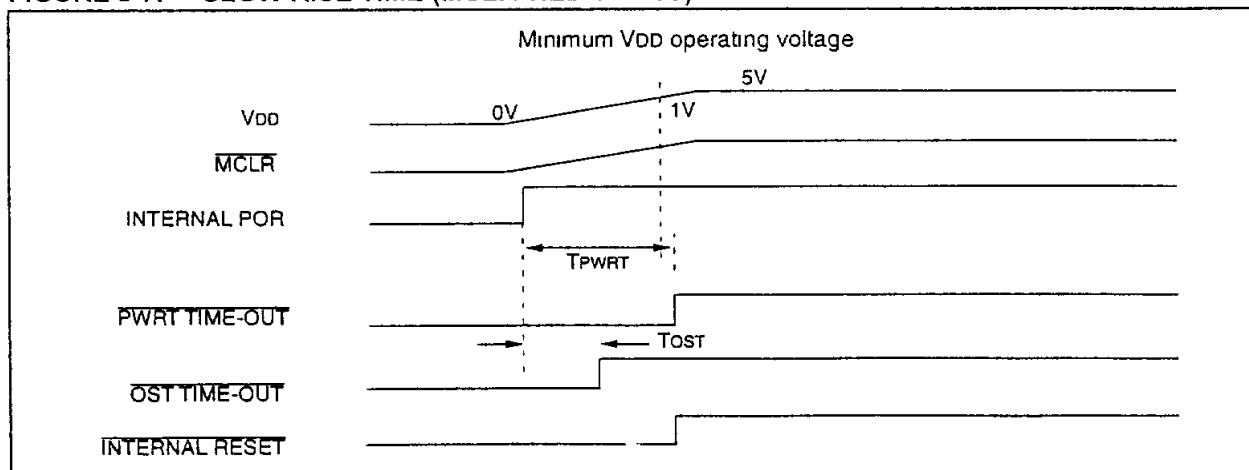 Minimum VDD operating voltage
5V
0V
1V
VDD
MCLR
INTERNAL POR
TPWRT
PWRT TIME-OUT
TOST
OST TIME-OUT
INTERNAL RESET